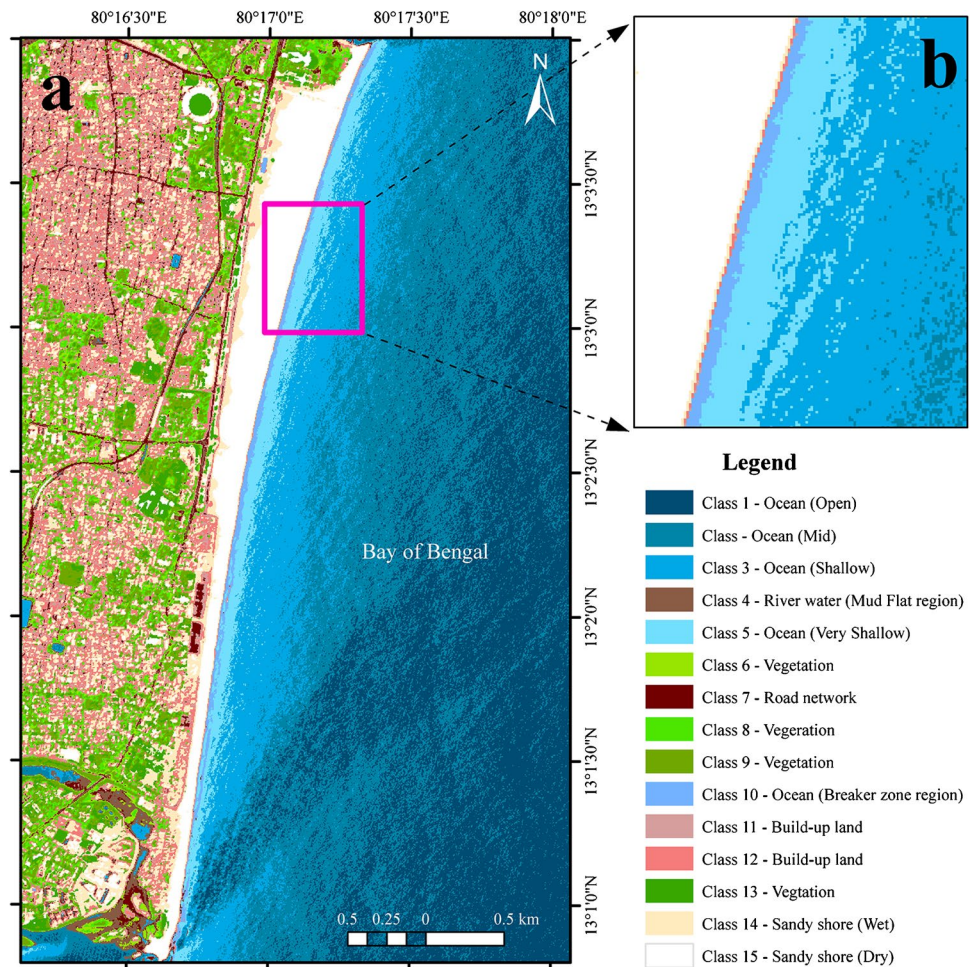 80°16'30"E 80°17'0"E 80°17'30"E 80°18'0"E
a
N
b
13°3'30"N
13°3'0"N
13°2'30"N
13°2'0"N
13°1'30"N
13°1'0"N
Bay of Bengal
0.5 0.25 0 0.5 km
Legend
Class 1 - Ocean (Open)
Class - Ocean (Mid)
Class 3 - Ocean (Shallow)
Class 4 - River water (Mud Flat region)
Class 5 - Ocean (Very Shallow)
Class 6 - Vegetation
Class 7 - Road network
Class 8 - Vegeration
Class 9 - Vegetation
Class 10 - Ocean (Breaker zone region)
Class 11 - Build-up land
Class 12 - Build-up land
Class 13 - Vegtation
Class 14 - Sandy shore (Wet)
Class 15 - Sandy shore (Dry)